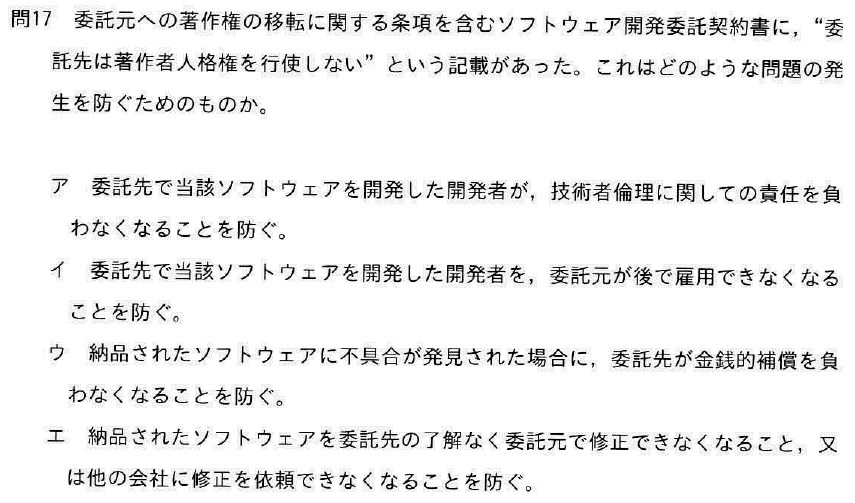 問17 委託元への著作権の移転に関する条項を含むソフトウェア開発委託契約書に，“委
託先は著作者人格権を行使しない”という記載があった。これはどのような問題の発
生を防ぐためのものか。
ア 委託先で当該ソフトウェアを開発した開発者が，技術者倫理に関しての責任を負
わなくなることを防ぐ。
イ 委託先で当該ソフトウェアを開発した開発者を，委託元が後で雇用できなくなる
ことを防ぐ。
ウ 納品されたソフトウェアに不具合が発見された場合に，委託先が金銭的補償を負
わなくなることを防ぐ。
エ 納品されたソフトウェアを委託先の了解なく委託元で修正できなくなること，又
は他の会社に修正を依頼できなくなることを防ぐ。